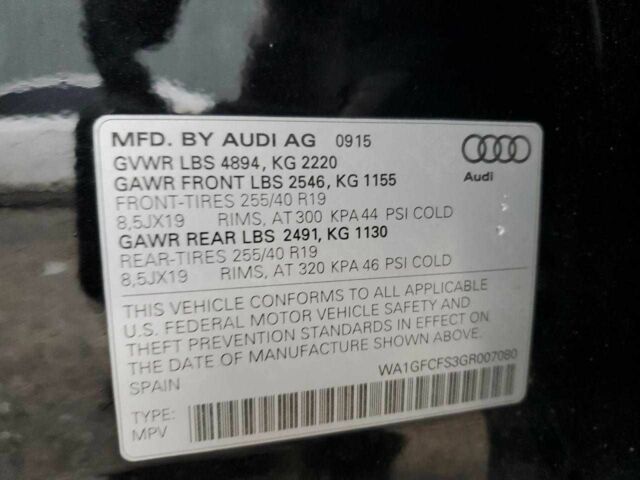 MFD. BY AUDI AG 0915
GVWR LBS 4894, KG 2220
GAWR FRONT LBS 2546, KG 1155
FRONT-TIRES 255/40 R19
8,5JX19 RIMS, AT 300 KPA 44 PSI COLD
GAWR REAR LBS 2491, KG 1130
REAR-TIRES 255/40 R19
8,5JX19 RIMS, AT 320 KPA 46 PSI COLD
Audi
THIS VEHICLE CONFORMS TO ALL APPLICABLE
U.S. FEDERAL MOTOR VEHICLE SAFETY AND
THEFT PREVENTION STANDARDS IN EFFECT ON
THE DATE OF MANUFACTURE SHOWN ABOVE.
SPAIN
WA1GFCFS3GR007080
TYPE:
MPV